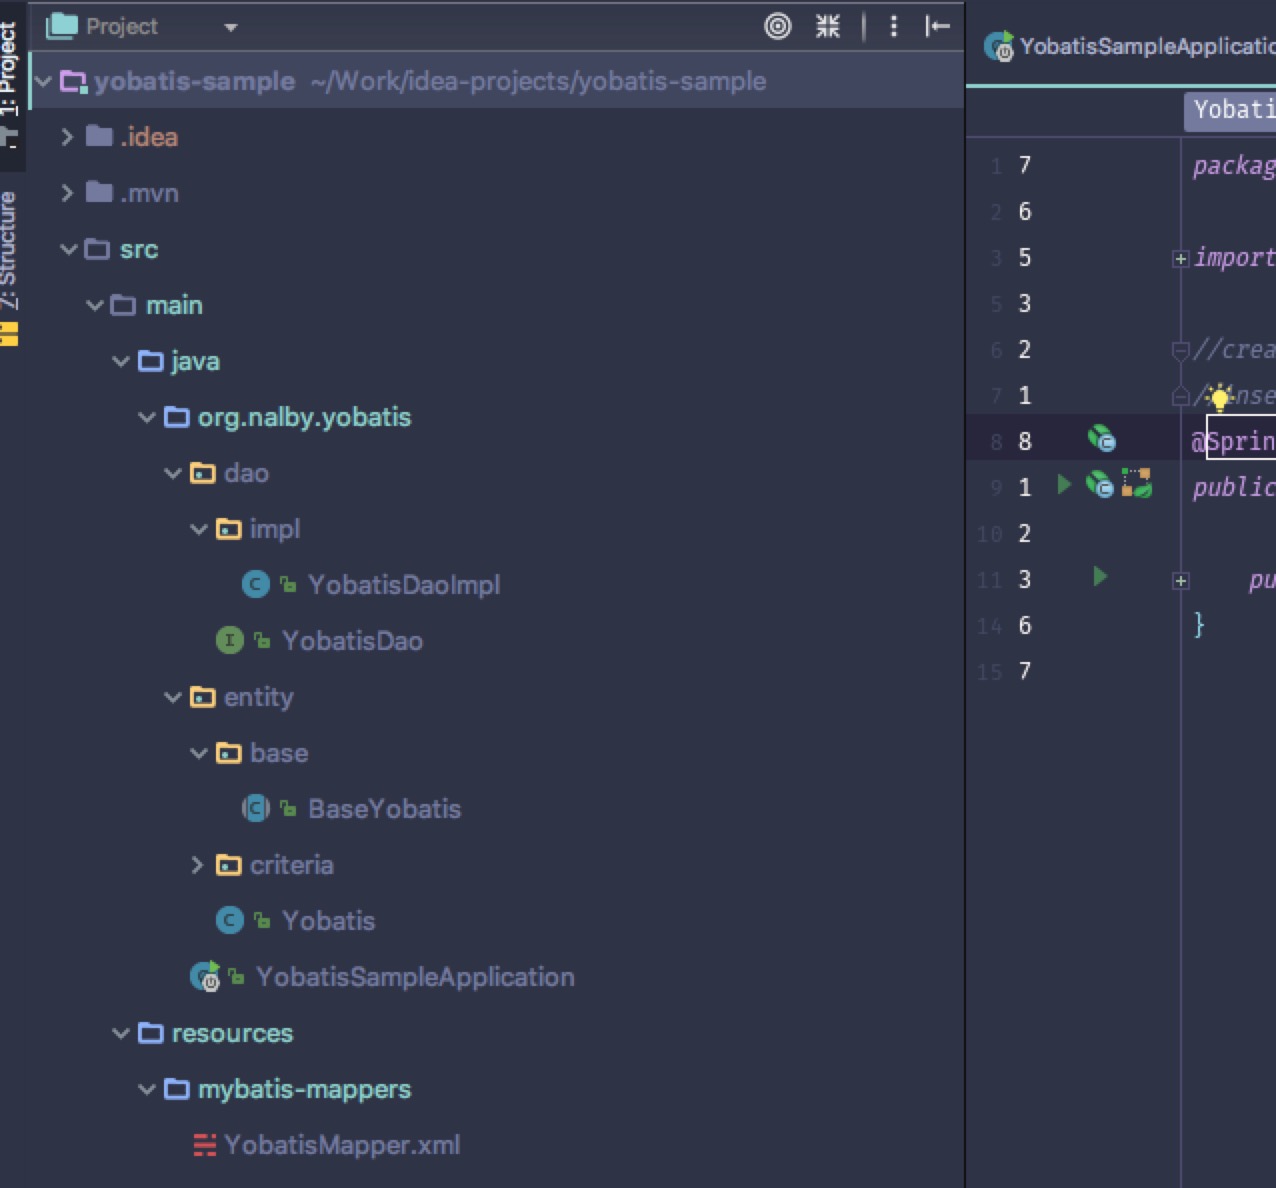 Project
1: Project
7: Structure
yobatis-sample ~/Work/idea-projects/yobatis-sample
.idea
.mvn
src
main
java
org.nalby.yobatis
dao
impl
C YobatisDaoImpl
I YobatisDao
entity
base
C BaseYobatis
criteria
C Yobatis
YobatisSampleApplication
resources
mybatis-mappers
YobatisMapper.xml
YobatisSampleApplicatio
Yobati
1 7 packag
2 6
3 5 import
5 3
6 2 //crea
7 1 //inse
8 8 @Sprin
9 1 public
10 2
11 3 pu
14 6 }
15 7